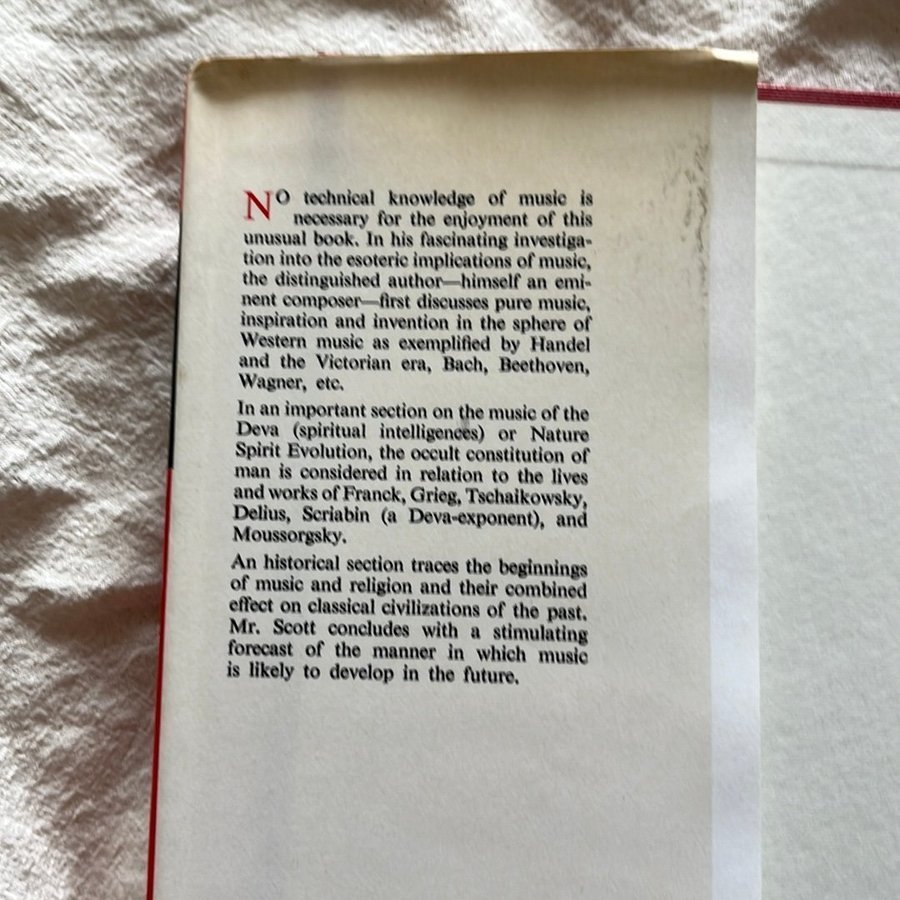 NO technical knowledge of music is
necessary for the enjoyment of this
unusual book. In his fascinating investiga-
tion into the esoteric implications of music,
the distinguished author—himself an emi-
nent composer—first discusses pure music,
inspiration and invention in the sphere of
Western music as exemplified by Handel
and the Victorian era, Bach, Beethoven,
Wagner, etc.
In an important section on the music of the
Deva (spiritual intelligences) or Nature
Spirit Evolution, the occult constitution of
man is considered in relation to the lives
and works of Franck, Grieg, Tschaikowsky,
Delius, Scriabin (a Deva-exponent), and
Moussorgsky.
An historical section traces the beginnings
of music and religion and their combined
effect on classical civilizations of the past.
Mr. Scott concludes with a stimulating
forecast of the manner in which music
is likely to develop in the future.